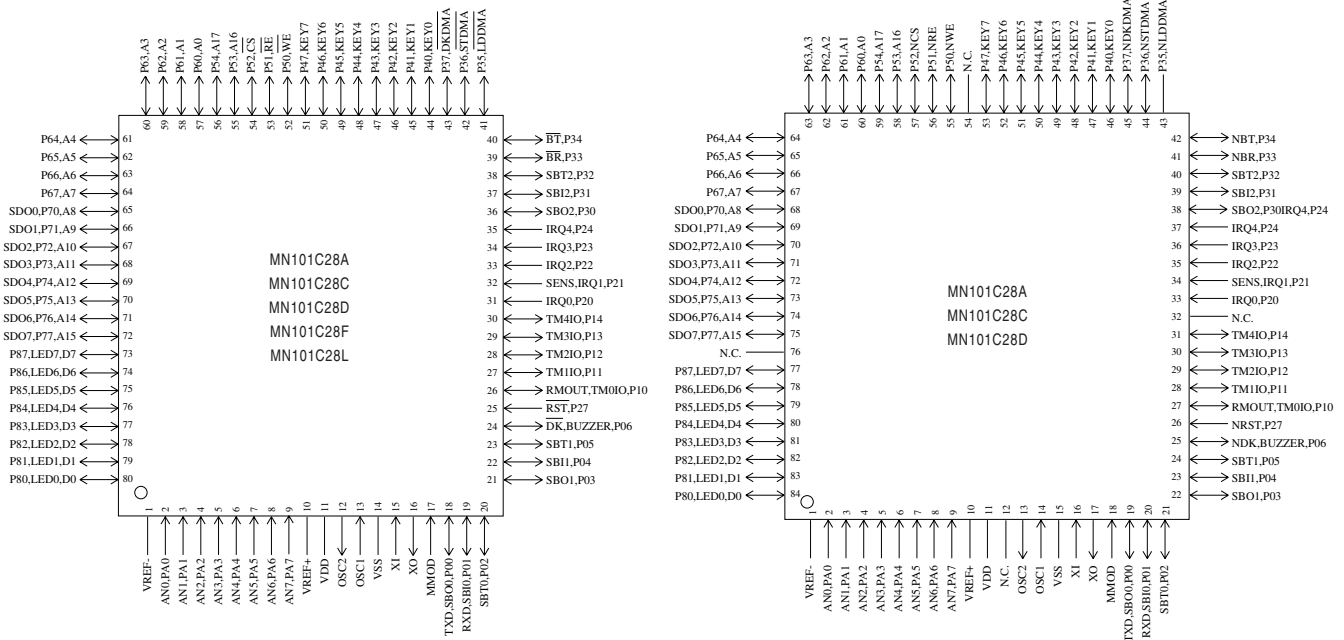 P63,A3
P62,A2
P61,A1
P60,A0
P54,A17
P53,A16
P52,CS
P51,RE
P50,WE
P47,KEY7
P46,KEY6
P45,KEY5
P44,KEY4
P43,KEY3
P42,KEY2
P41,KEY1
P40,KEY0
P37,DKDMA
P36,STDMA
P35,LDDMA
60 59 58 57 56 55 54 53 52 51 50 49 48 47 46 45 44 43 42 41
P64,A4 61
P65,A5 62
P66,A6 63
P67,A7 64
SDO0,P70,A8 65
SDO1,P71,A9 66
SDO2,P72,A10 67
SDO3,P73,A11 68
SDO4,P74,A12 69
SDO5,P75,A13 70
SDO6,P76,A14 71
SDO7,P77,A15 72
P87,LED7,D7 73
P86,LED6,D6 74
P85,LED5,D5 75
P84,LED4,D4 76
P83,LED3,D3 77
P82,LED2,D2 78
P81,LED1,D1 79
P80,LED0,D0 80
MN101C28A
MN101C28C
MN101C28D
MN101C28F
MN101C28L
40 BT,P34
39 BR,P33
38 SBT2,P32
37 SBI2,P31
36 SBO2,P30
35 IRQ4,P24
34 IRQ3,P23
33 IRQ2,P22
32 SENS,IRQ1,P21
31 IRQ0,P20
30 TM4IO,P14
29 TM3IO,P13
28 TM2IO,P12
27 TM1IO,P11
26 RMOUT,TM0IO,P10
25 RST,P27
24 DK,BUZZER,P06
23 SBT1,P05
22 SBI1,P04
21 SBO1,P03
1 2 3 4 5 6 7 8 9 10 11 12 13 14 15 16 17 18 19 20
VREF-
AN0,PA0
AN1,PA1
AN2,PA2
AN3,PA3
AN4,PA4
AN5,PA5
AN6,PA6
AN7,PA7
VREF+
VDD
OSC2
OSC1
VSS
XI
XO
MMOD
TXD,SBO0,P00
RXD,SBI0,P01
SBT0,P02
P63,A3
P62,A2
P61,A1
P60,A0
P54,A17
P53,A16
P52,NCS
P51,NRE
P50,NWE
N.C.
P47,KEY7
P46,KEY6
P45,KEY5
P44,KEY4
P43,KEY3
P42,KEY2
P41,KEY1
P40,KEY0
P37,NDKDMA
P36,NSTDMA
P35,NLDDMA
63 62 61 60 59 58 57 56 55 54 53 52 51 50 49 48 47 46 45 44 43
P64,A4 64
P65,A5 65
P66,A6 66
P67,A7 67
SDO0,P70,A8 68
SDO1,P71,A9 69
SDO2,P72,A10 70
SDO3,P73,A11 71
SDO4,P74,A12 72
SDO5,P75,A13 73
SDO6,P76,A14 74
SDO7,P77,A15 75
N.C. 76
P87,LED7,D7 77
P86,LED6,D6 78
P85,LED5,D5 79
P84,LED4,D4 80
P83,LED3,D3 81
P82,LED2,D2 82
P81,LED1,D1 83
P80,LED0,D0 84
MN101C28A
MN101C28C
MN101C28D
42 NBT,P34
41 NBR,P33
40 SBT2,P32
39 SBI2,P31
38 SBO2,P30IRQ4,P24
37 IRQ4,P24
36 IRQ3,P23
35 IRQ2,P22
34 SENS,IRQ1,P21
33 IRQ0,P20
32 N.C.
31 TM4IO,P14
30 TM3IO,P13
29 TM2IO,P12
28 TM1IO,P11
27 RMOUT,TM0IO,P10
26 NRST,P27
25 NDK,BUZZER,P06
24 SBT1,P05
23 SBI1,P04
22 SBO1,P03
1 2 3 4 5 6 7 8 9 10 11 12 13 14 15 16 17 18 19 20 21
VREF-
AN0,PA0
AN1,PA1
AN2,PA2
AN3,PA3
AN4,PA4
AN5,PA5
AN6,PA6
AN7,PA7
VREF+
VDD
N.C.
OSC2
OSC1
VSS
XI
XO
MMOD
TXD,SBO0,P00
RXD,SBI0,P01
SBT0,P02